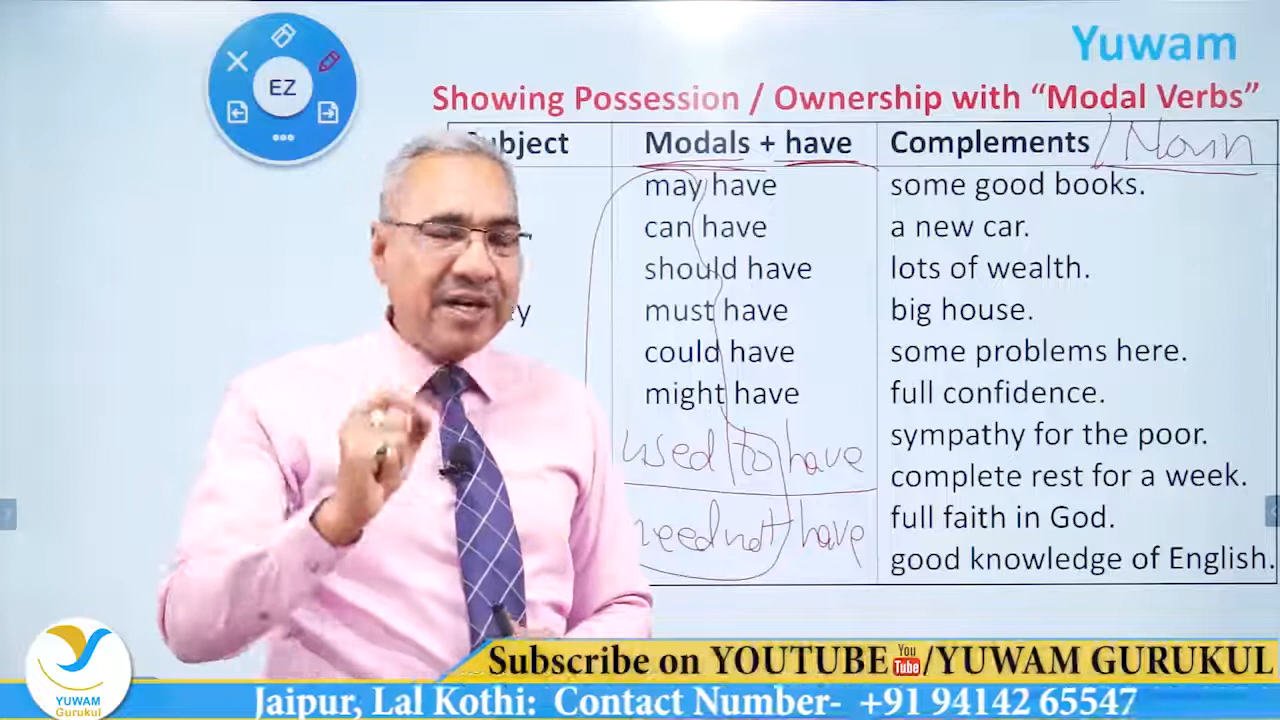 Yuwam
EZ
Showing Possession / Ownership with “Modal Verbs”
Modals + have
Complements / Noun
may have
some good books.
can have
a new car.
should have
lots of wealth.
must have
big house.
could have
some problems here.
might have
full confidence.
used to have
sympathy for the poor.
complete rest for a week.
need not have
full faith in God.
good knowledge of English.
Subscribe on YOUTUBE You Tube /YUWAM GURUKUL
YUWAM
Gurukul
Jaipur, Lal Kothi: Contact Number- +91 94142 65547